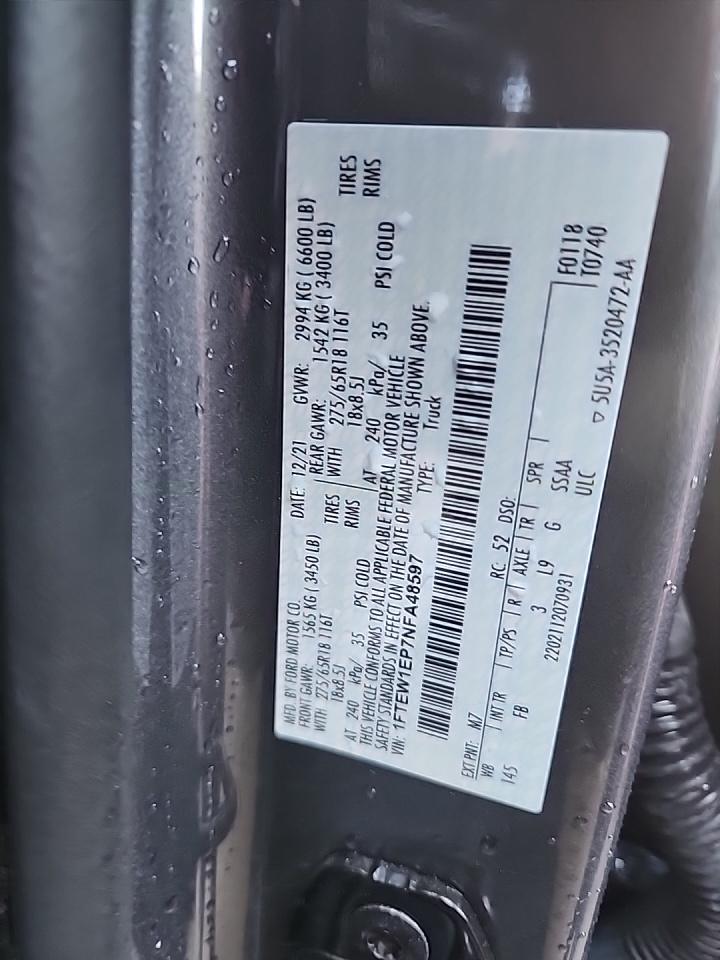 MFD. BY FORD MOTOR CO.
DATE: 12/21 GVWR: 2994 KG ( 6600 LB)
FRONT GAWR: 1565 KG ( 3450 LB) REAR GAWR: 1542 KG ( 3400 LB)
WITH 275/65R18 116T TIRES WITH 275/65R18 116T TIRES
18x8.5J RIMS 18x8.5J RIMS
AT 240 kPa/ 35 PSI COLD AT 240 kPa/ 35 PSI COLD
THIS VEHICLE CONFORMS TO ALL APPLICABLE FEDERAL MOTOR VEHICLE
SAFETY STANDARDS IN EFFECT ON THE DATE OF MANUFACTURE SHOWN ABOVE.
VIN: 1FTEW1EP7NFA48597 TYPE: Truck
F0118
T0740
EXT PNT: M7 RC: 52 DSO:
WB INT TR TP/PS R AXLE TR SPR
145 FB 3 L9 G SSAA
2202112070931 ULC
▽ 5U5A-3520472-AA